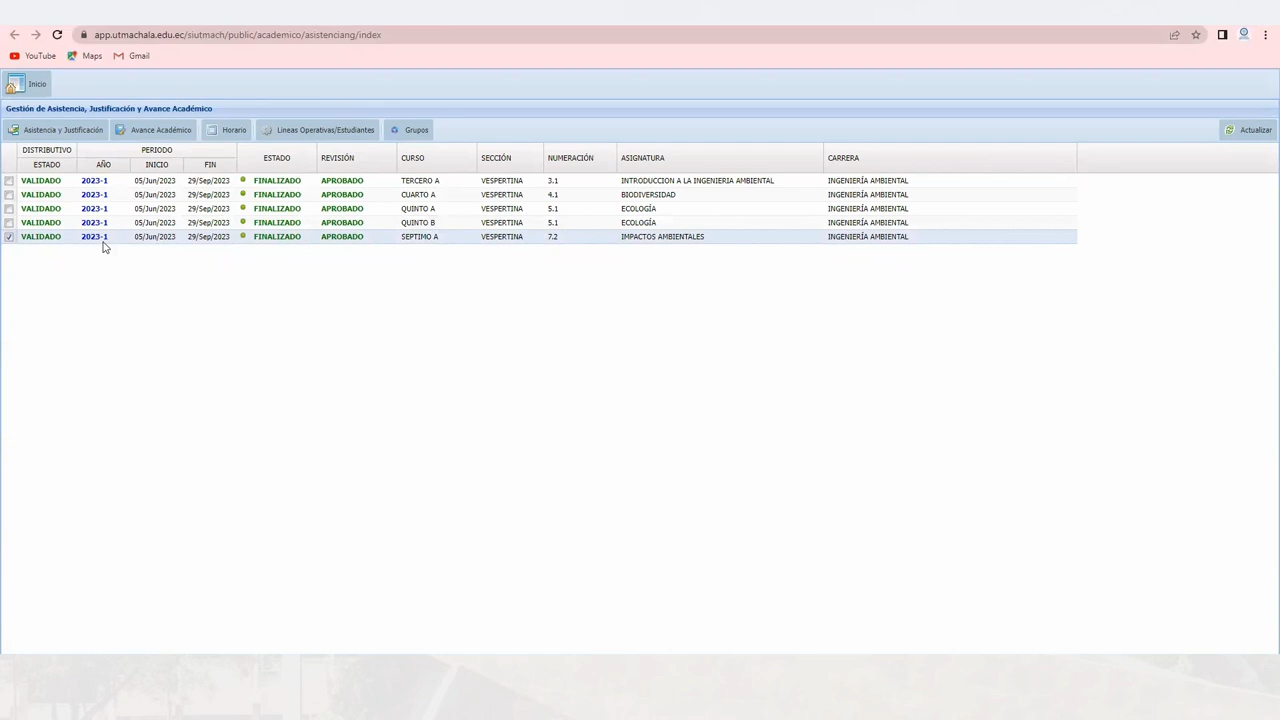 app.utmachala.edu.ec/siutmach/public/academico/asistenciang/index
YouTube Maps Gmail
Inicio
Gestión de Asistencia, Justificación y Avance Académico
Asistencia y Justificación Avance Académico Horario Lineas Operativas/Estudiantes Grupos Actualizar
DISTRIBUTIVO PERIODO ESTADO REVISIÓN CURSO SECCIÓN NUMERACIÓN ASIGNATURA CARRERA
ESTADO AÑO INICIO FIN
VALIDADO 2023-1 05/Jun/2023 29/Sep/2023 FINALIZADO APROBADO TERCERO A VESPERTINA 3.1 INTRODUCCION A LA INGENIERIA AMBIENTAL INGENIERÍA AMBIENTAL
VALIDADO 2023-1 05/Jun/2023 29/Sep/2023 FINALIZADO APROBADO CUARTO A VESPERTINA 4.1 BIODIVERSIDAD INGENIERÍA AMBIENTAL
VALIDADO 2023-1 05/Jun/2023 29/Sep/2023 FINALIZADO APROBADO QUINTO A VESPERTINA 5.1 ECOLOGÍA INGENIERÍA AMBIENTAL
VALIDADO 2023-1 05/Jun/2023 29/Sep/2023 FINALIZADO APROBADO QUINTO B VESPERTINA 5.1 ECOLOGÍA INGENIERÍA AMBIENTAL
VALIDADO 2023-1 05/Jun/2023 29/Sep/2023 FINALIZADO APROBADO SEPTIMO A VESPERTINA 7.2 IMPACTOS AMBIENTALES INGENIERÍA AMBIENTAL